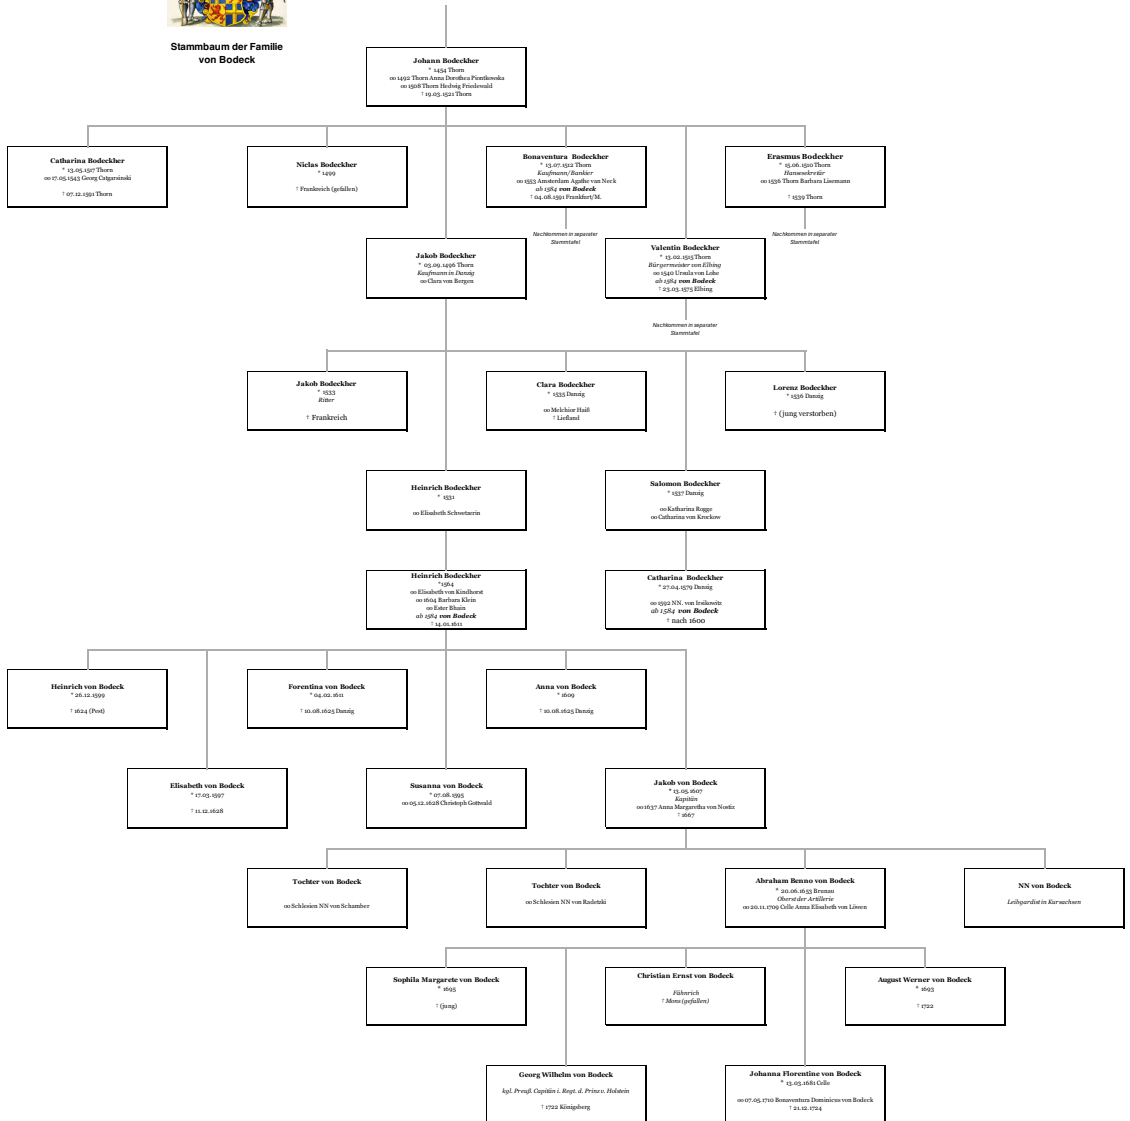 Stammbaum der Familie
von Bodeck
Johann Bodeckher
* 1454 Thorn
oo 1492 Thorn Anna Dorothea Piontkowska
oo 1508 Thorn Hedwig Friedewald
† 19.03.1521 Thorn
Catharina Bodeckher
* 13.05.1517 Thorn
oo 17.05.1543 Georg Catgarsinski
† 07.12.1591 Thorn
Niclas Bodeckher
* 1499
† Frankreich (gefallen)
Bonaventura Bodeckher
* 13.07.1512 Thorn
Kaufmann/Bankier
oo 1553 Amsterdam Agathe van Neck
ab 1584 von Bodeck
† 04.08.1591 Frankfurt/M.
Erasmus Bodeckher
* 15.06.1510 Thorn
Hansesekretär
oo 1536 Thorn Barbara Lisemann
† 1539 Thorn
Nachkommen in separater
Stammtafel
Nachkommen in separater
Stammtafel
Jakob Bodeckher
* 03.09.1496 Thorn
Kaufmann in Danzig
oo Clara von Bergen
Valentin Bodeckher
* 13.02.1515 Thorn
Bürgermeister von Elbing
oo 1540 Ursula von Lohe
ab 1584 von Bodeck
† 23.03.1575 Elbing
Nachkommen in separater
Stammtafel
Jakob Bodeckher
* 1533
Ritter
† Frankreich
Clara Bodeckher
* 1535 Danzig
oo Melchior Haiß
† Liefland
Lorenz Bodeckher
* 1536 Danzig
† (jung verstorben)
Heinrich Bodeckher
* 1531
oo Elisabeth Schwetzerin
Salomon Bodeckher
* 1537 Danzig
oo Katharina Rogge
oo Catharina von Krockow
Heinrich Bodeckher
*1564
oo Elisabeth von Kindhorst
oo 1604 Barbara Klein
oo Ester Bhain
ab 1584 von Bodeck
† 14.01.1611
Catharina Bodeckher
* 27.04.1579 Danzig
oo 1592 NN. von Irsikowitz
ab 1584 von Bodeck
† nach 1600
Heinrich von Bodeck
* 26.12.1599
† 1624 (Pest)
Forentina von Bodeck
* 04.02.1611
† 10.08.1625 Danzig
Anna von Bodeck
* 1609
† 10.08.1625 Danzig
Elisabeth von Bodeck
* 17.03.1597
† 11.12.1628
Susanna von Bodeck
* 07.08.1595
oo 05.12.1628 Christoph Gottwald
Jakob von Bodeck
* 13.05.1607
Kapitän
oo 1637 Anna Margaretha von Nostiz
† 1667
Tochter von Bodeck
oo Schlesien NN von Schamber
Tochter von Bodeck
oo Schlesien NN von Radetzki
Abraham Benno von Bodeck
* 20.06.1653 Brunau
Oberst der Artillerie
oo 20.11.1709 Celle Anna Elisabeth von Löwen
NN von Bodeck
Leibgardist in Kursachsen
Sophila Margarete von Bodeck
* 1695
† (jung)
Christian Ernst von Bodeck
Fähnrich
† Mons (gefallen)
August Werner von Bodeck
* 1693
† 1722
Georg Wilhelm von Bodeck
kgl. Preuß. Capitän i. Regt. d. Prinz v. Holstein
† 1722 Königsberg
Johanna Florentine von Bodeck
* 13.03.1681 Celle
oo 07.05.1710 Bonaventura Dominicus von Bodeck
† 21.12.1724